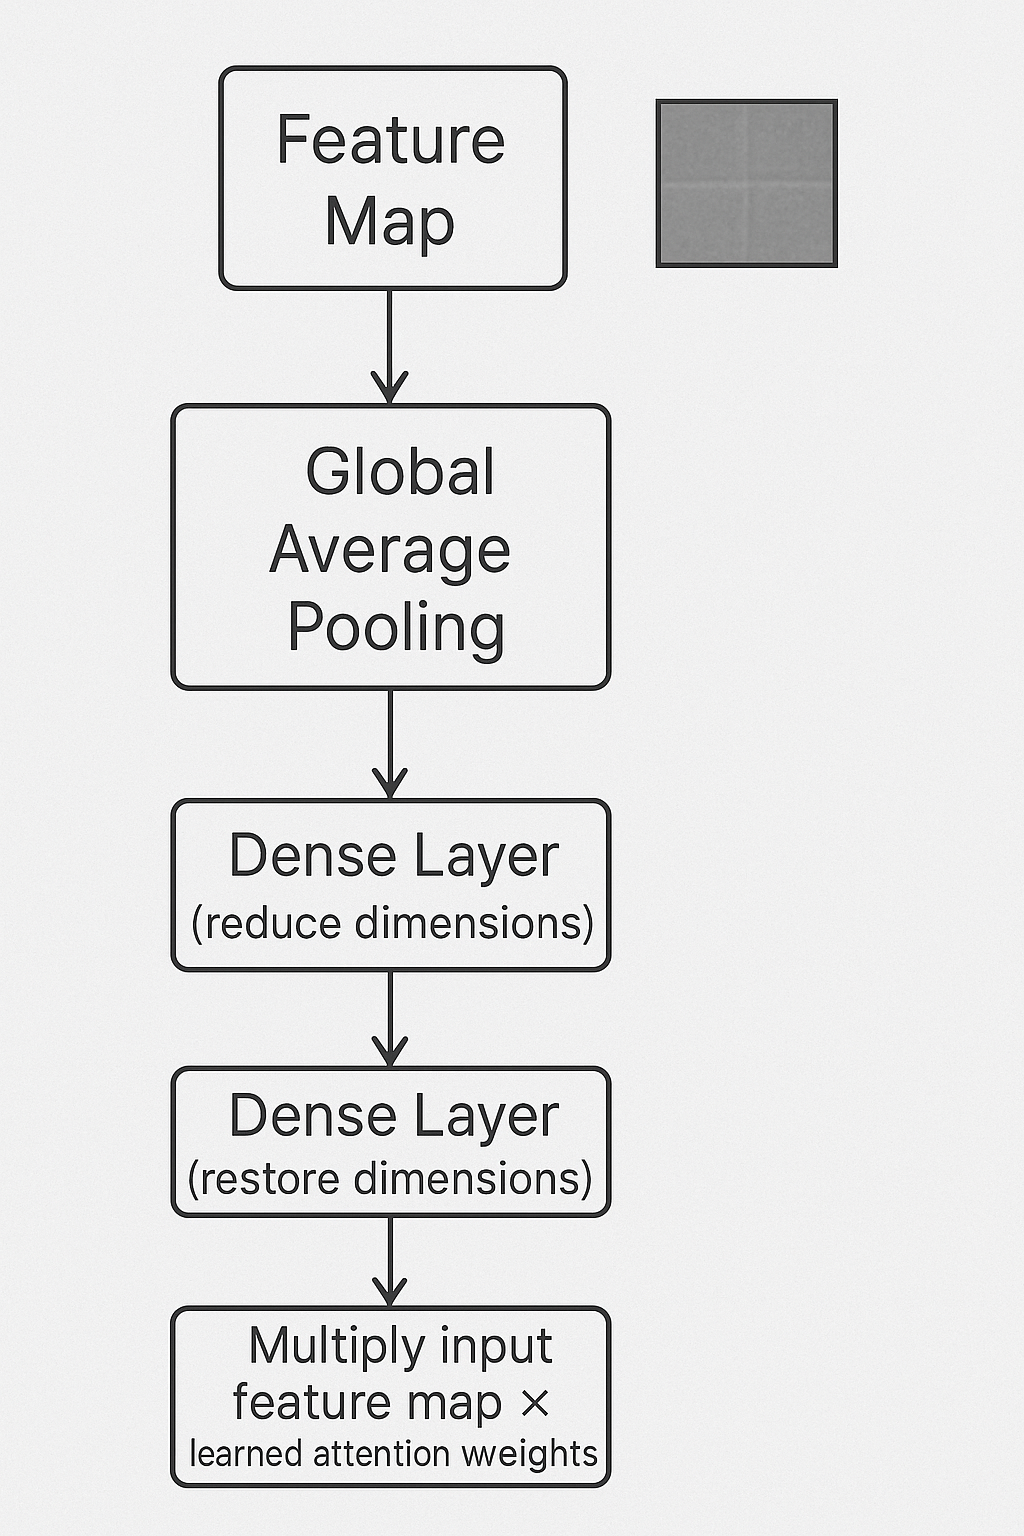 Feature
Map
Global
Average
Pooling
Dense Layer
(reduce dimensions)
Dense Layer
(restore dimensions)
Multiply input
feature map ×
learned attention weights